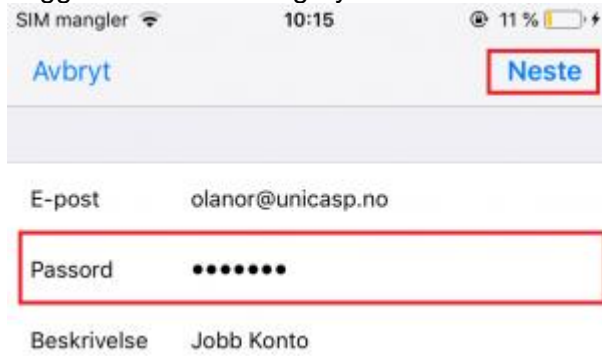 SIM mangler 10:15 11 %
Avbryt Neste
E-post olanor@unicasp.no
Passord •••••••
Beskrivelse Jobb Konto